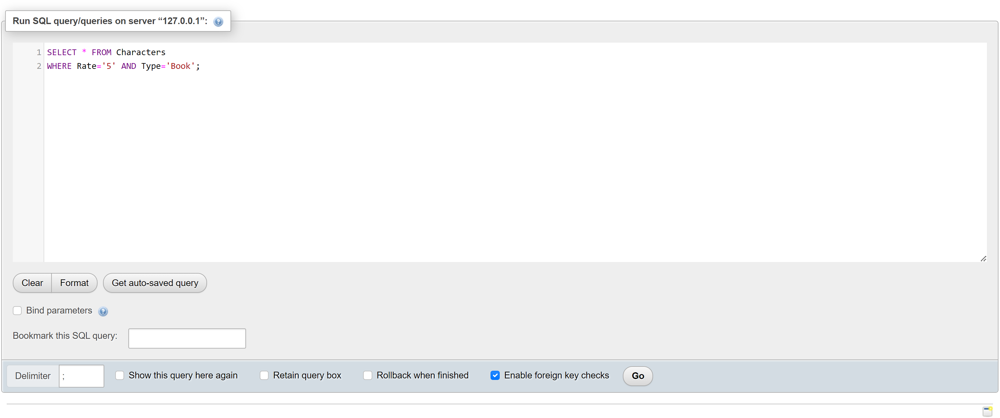 Run SQL query/queries on server “127.0.0.1”:
1 SELECT * FROM Characters
2 WHERE Rate='5' AND Type='Book';
Clear Format Get auto-saved query
Bind parameters
Bookmark this SQL query:
Delimiter ; Show this query here again Retain query box Rollback when finished Enable foreign key checks Go